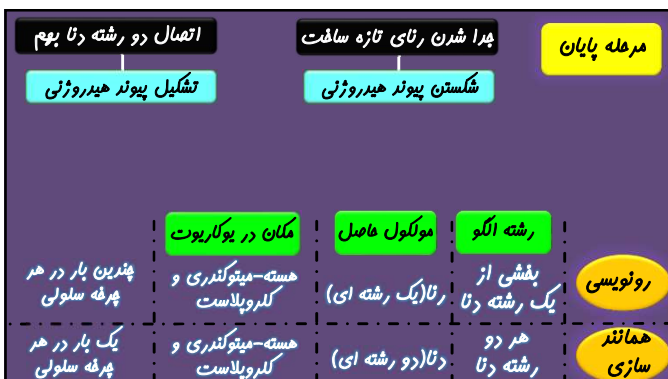 مرحله پایان
جدا شدن رنای تازه ساخت
اتصال دو رشته دنا بهم
شکستن پیوند هیدروژنی
تشکیل پیوند هیدروژنی
رشته الگو
مولکول حاصل
مکان در یوکاریوت
رونویسی
بخشی از
یک رشته دنا
رنا(یک رشته ای)
هسته-میتوکندری و
کلروپلاست
چندین بار در هر
چرخه سلولی
همانند
سازی
هر دو
رشته دنا
دنا(دو رشته ای)
هسته-میتوکندری و
کلروپلاست
یک بار در هر
چرخه سلولی